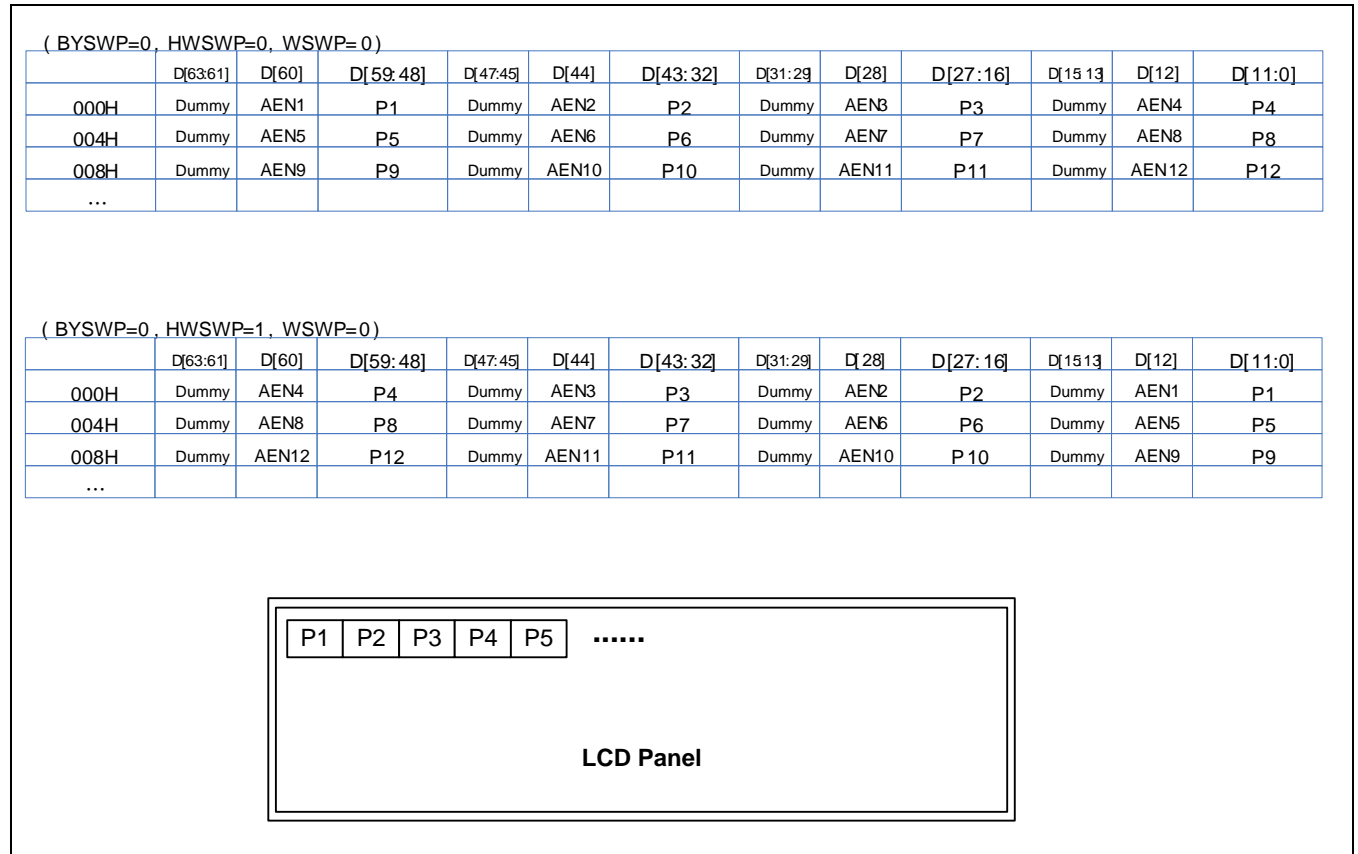 ( BYSWP=0, HWSWP=0, WSWP=0)
D[63:61] D[60] D[59:48] D[47:45] D[44] D[43:32] D[31:29] D[28] D[27:16] D[15:13] D[12] D[11:0]
000H Dummy AEN1 P1 Dummy AEN2 P2 Dummy AEN3 P3 Dummy AEN4 P4
004H Dummy AEN5 P5 Dummy AEN6 P6 Dummy AEN7 P7 Dummy AEN8 P8
008H Dummy AEN9 P9 Dummy AEN10 P10 Dummy AEN11 P11 Dummy AEN12 P12
...
( BYSWP=0, HWSWP=1, WSWP=0)
D[63:61] D[60] D[59:48] D[47:45] D[44] D[43:32] D[31:29] D[28] D[27:16] D[15:13] D[12] D[11:0]
000H Dummy AEN4 P4 Dummy AEN3 P3 Dummy AEN2 P2 Dummy AEN1 P1
004H Dummy AEN8 P8 Dummy AEN7 P7 Dummy AEN6 P6 Dummy AEN5 P5
008H Dummy AEN12 P12 Dummy AEN11 P11 Dummy AEN10 P10 Dummy AEN9 P9
...
P1 P2 P3 P4 P5 ......
LCD Panel